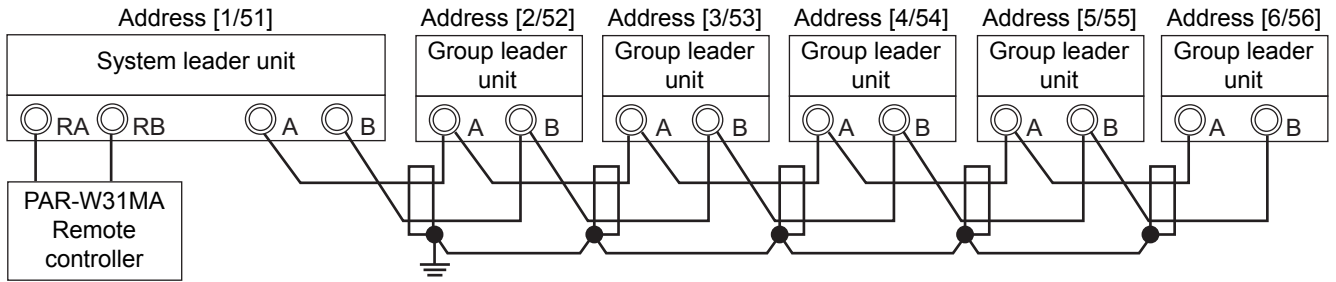 Address [1/51] Address [2/52] Address [3/53] Address [4/54] Address [5/55] Address [6/56]
System leader unit
Group leader unit
Group leader unit
Group leader unit
Group leader unit
Group leader unit
RA RB A B A B A B A B A B A B
PAR-W31MA
Remote
controller